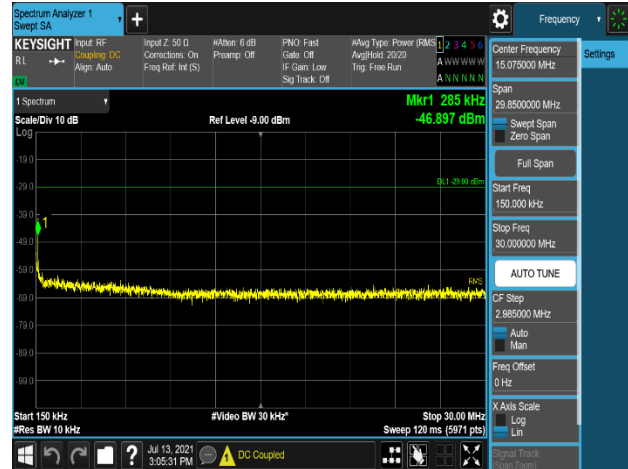 Spectrum Analyzer 1
Swept SA
Frequency
KEYSIGHT
RL
Input: RF
Coupling: DC
Align: Auto
Input Z: 50 Ω
Corrections: On
Freq Ref: Int (S)
#Atten: 6 dB
Preamp: Off
PNO: Fast
Gate: Off
IF Gain: Low
Sig Track: Off
#Avg Type: Power (RMS
Avg|Hold: 20/20
Trig: Free Run
1 2 3 4 5 6
A W W W W W
A N N N N N
1 Spectrum
Scale/Div 10 dB
Ref Level -9.00 dBm
Mkr1 285 kHz
-46.897 dBm
Log
-19.0
-29.0
-39.0
-49.0
-59.0
-69.0
-79.0
-89.0
-99.0
DL1 -29.00 dBm
1
RMS
Start 150 kHz
#Res BW 10 kHz
#Video BW 30 kHz*
Stop 30.00 MHz
Sweep 120 ms (5971 pts)
Center Frequency
15.075000 MHz
Settings
Span
29.8500000 MHz
Swept Span
Zero Span
Full Span
Start Freq
150.000 kHz
Stop Freq
30.000000 MHz
AUTO TUNE
CF Step
2.985000 MHz
Auto
Man
Freq Offset
0 Hz
X Axis Scale
Log
Lin
Signal Track
(Span Zoom)
?
Jul 13, 2021
3:05:31 PM
DC Coupled